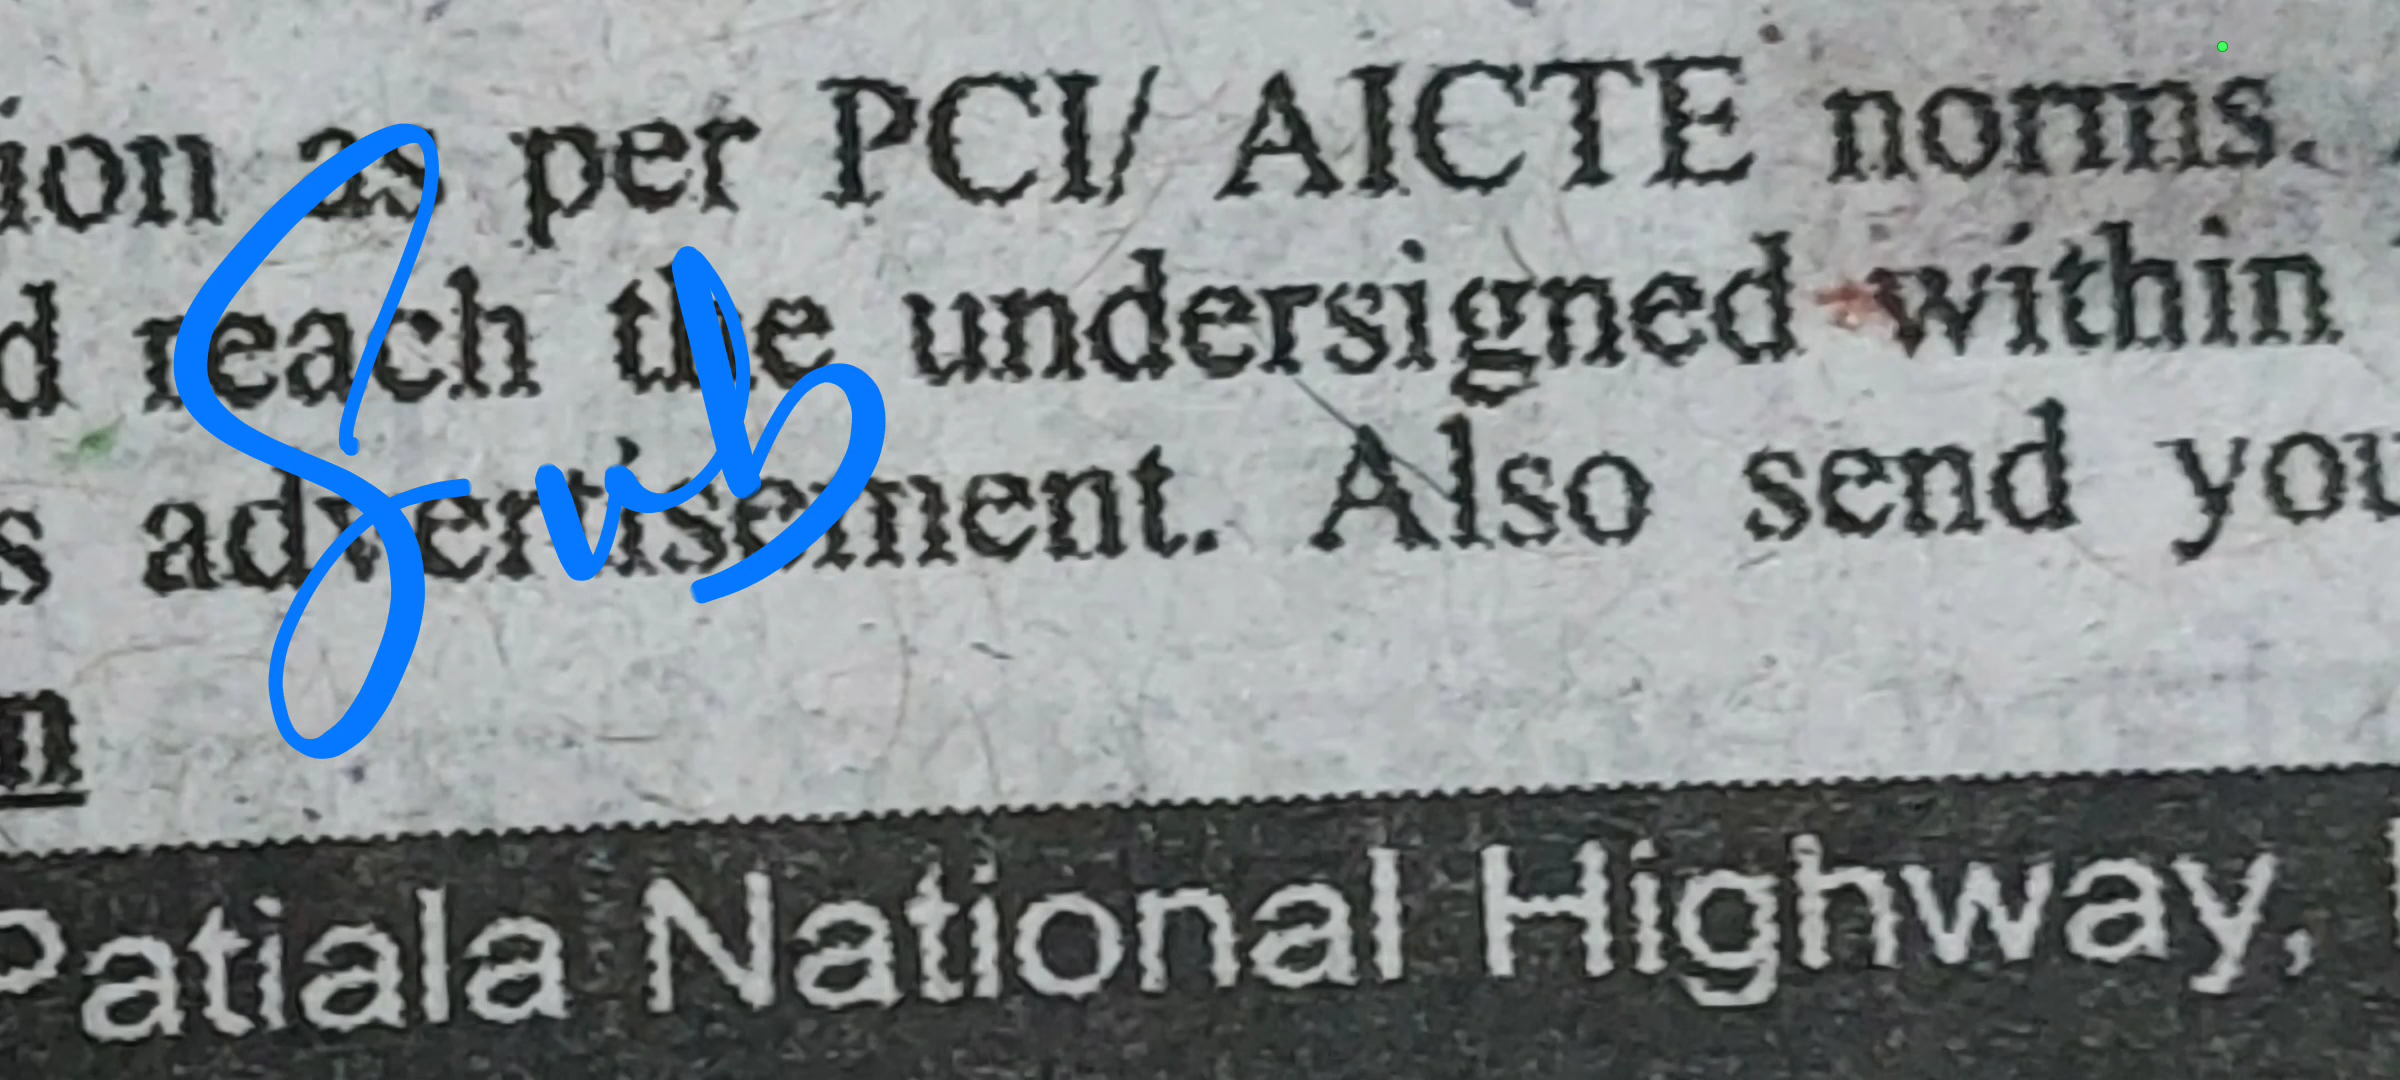 ion as per PCI/ AICTE norms.
d reach the undersigned within
s advertisement. Also send you
Sub
n
Patiala National Highway,